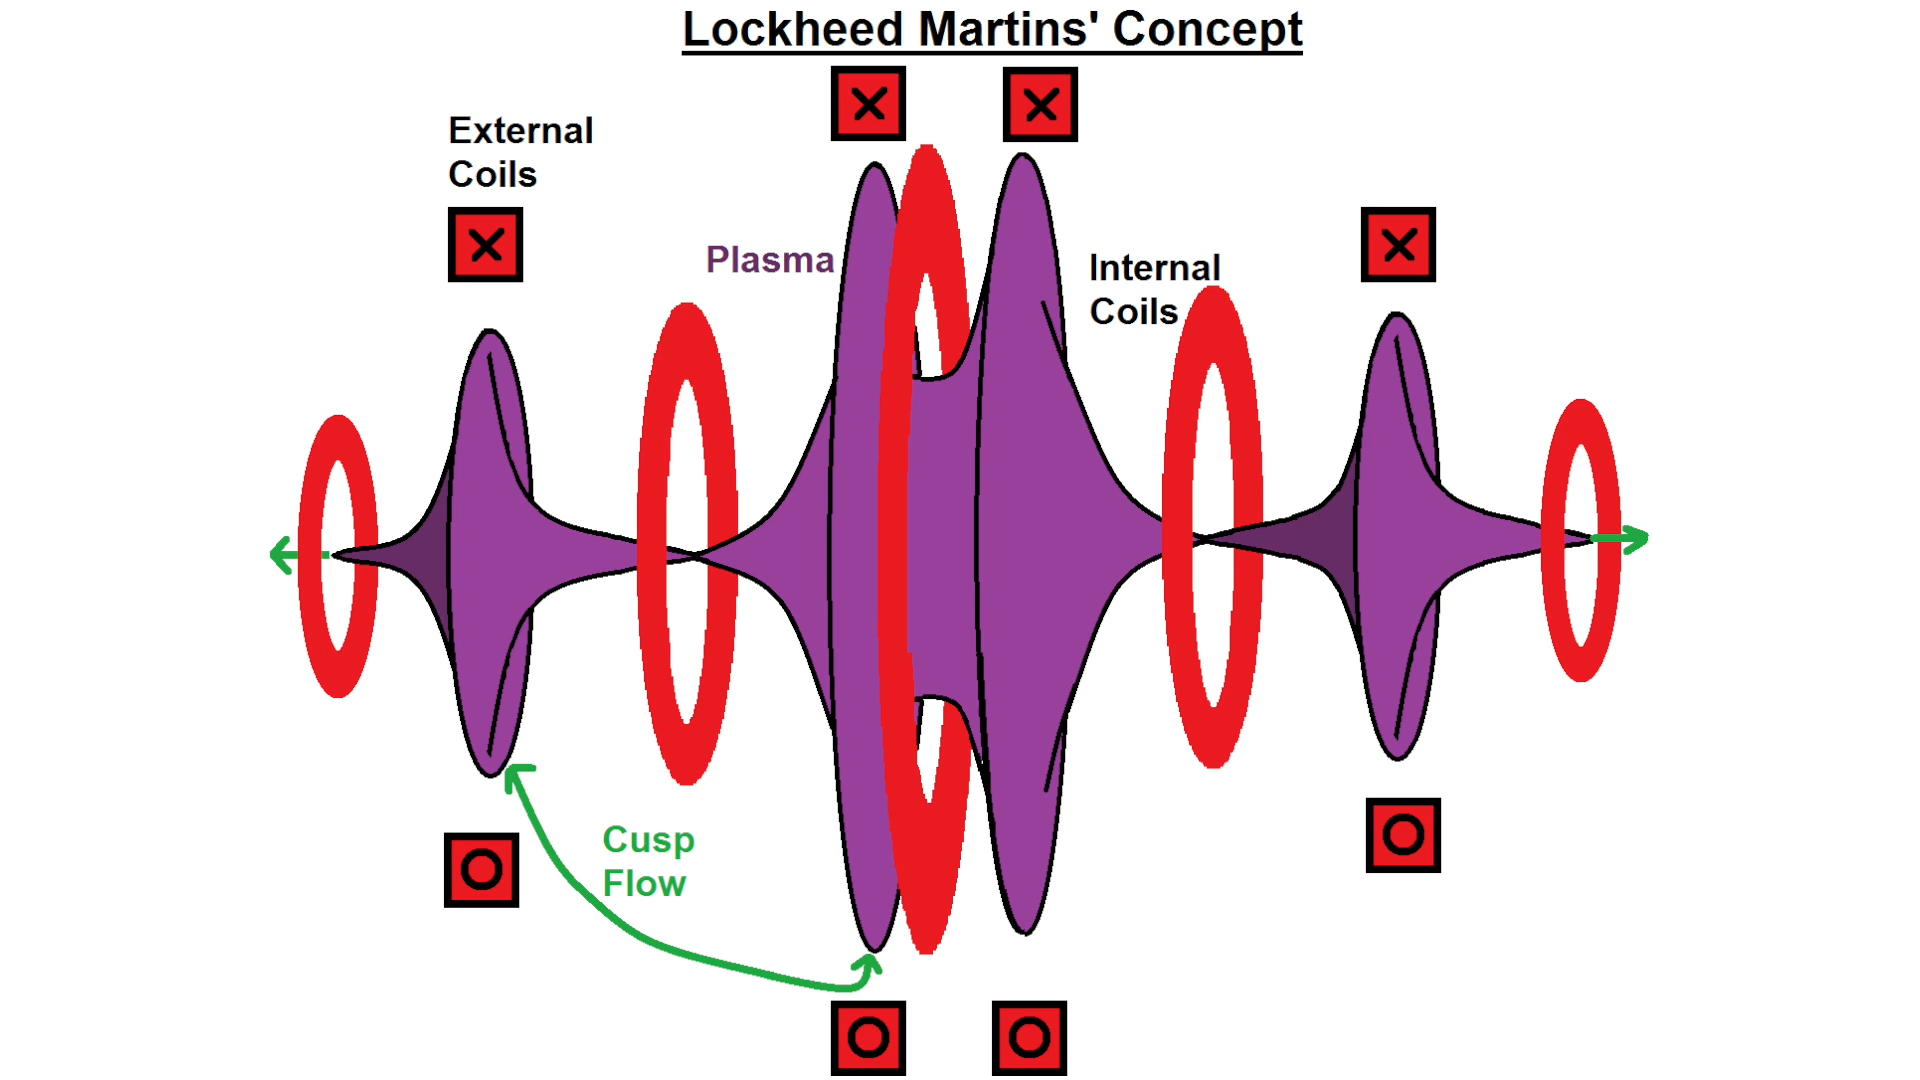 Lockheed Martins' Concept
External
Coils
Plasma
Internal
Coils
Cusp
Flow